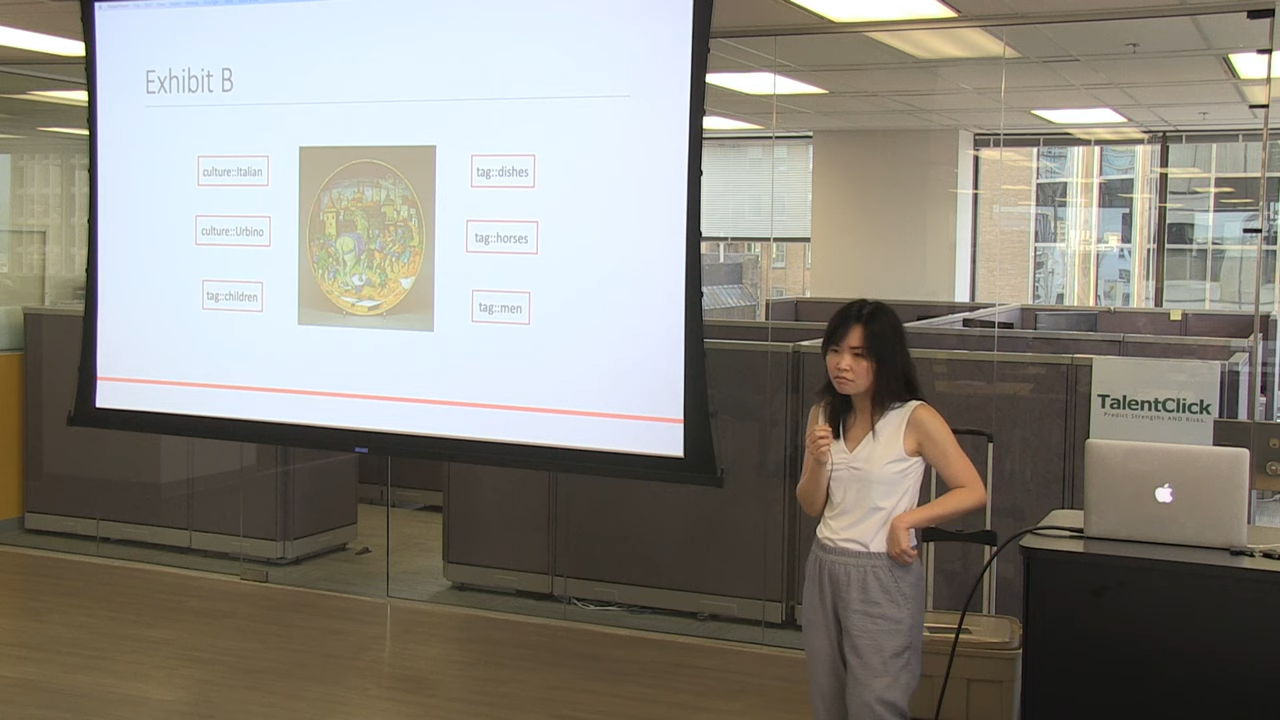 Exhibit B
culture::Italian
tag::dishes
culture::Urbino
tag::horses
tag::children
tag::men
TalentClick
Predict Strengths AND Risks.